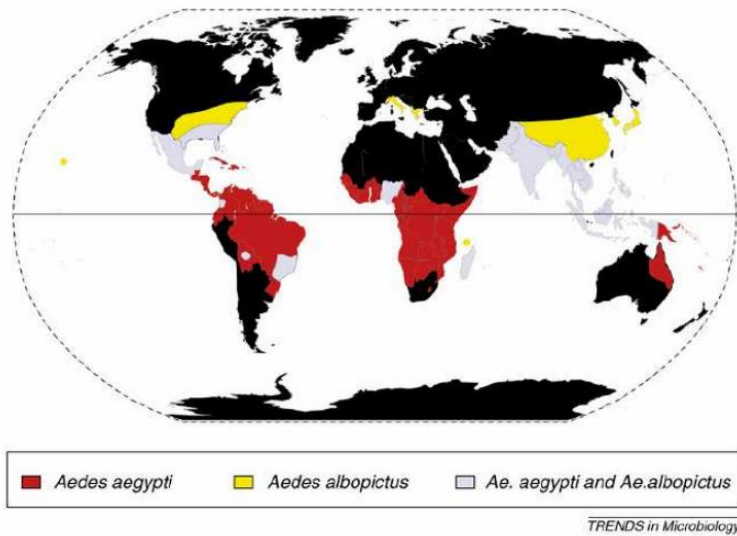 Aedes aegypti
Aedes albopictus
Ae. aegypti and Ae.albopictus
TRENDS in Microbiology